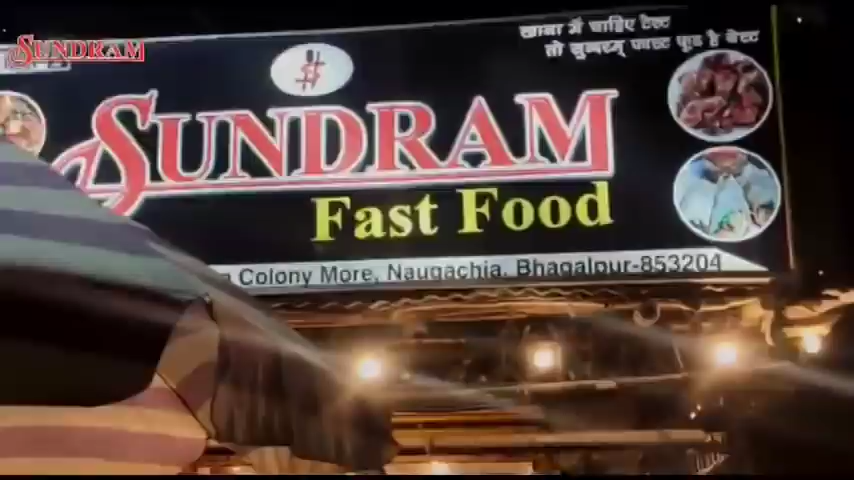 SUNDRAM
खाना में चाहिए टेस्ट
तो सुन्दरम् फास्ट फूड है बेस्ट
SUNDRAM
Fast Food
Colony More, Naugachia, Bhagalpur-853204